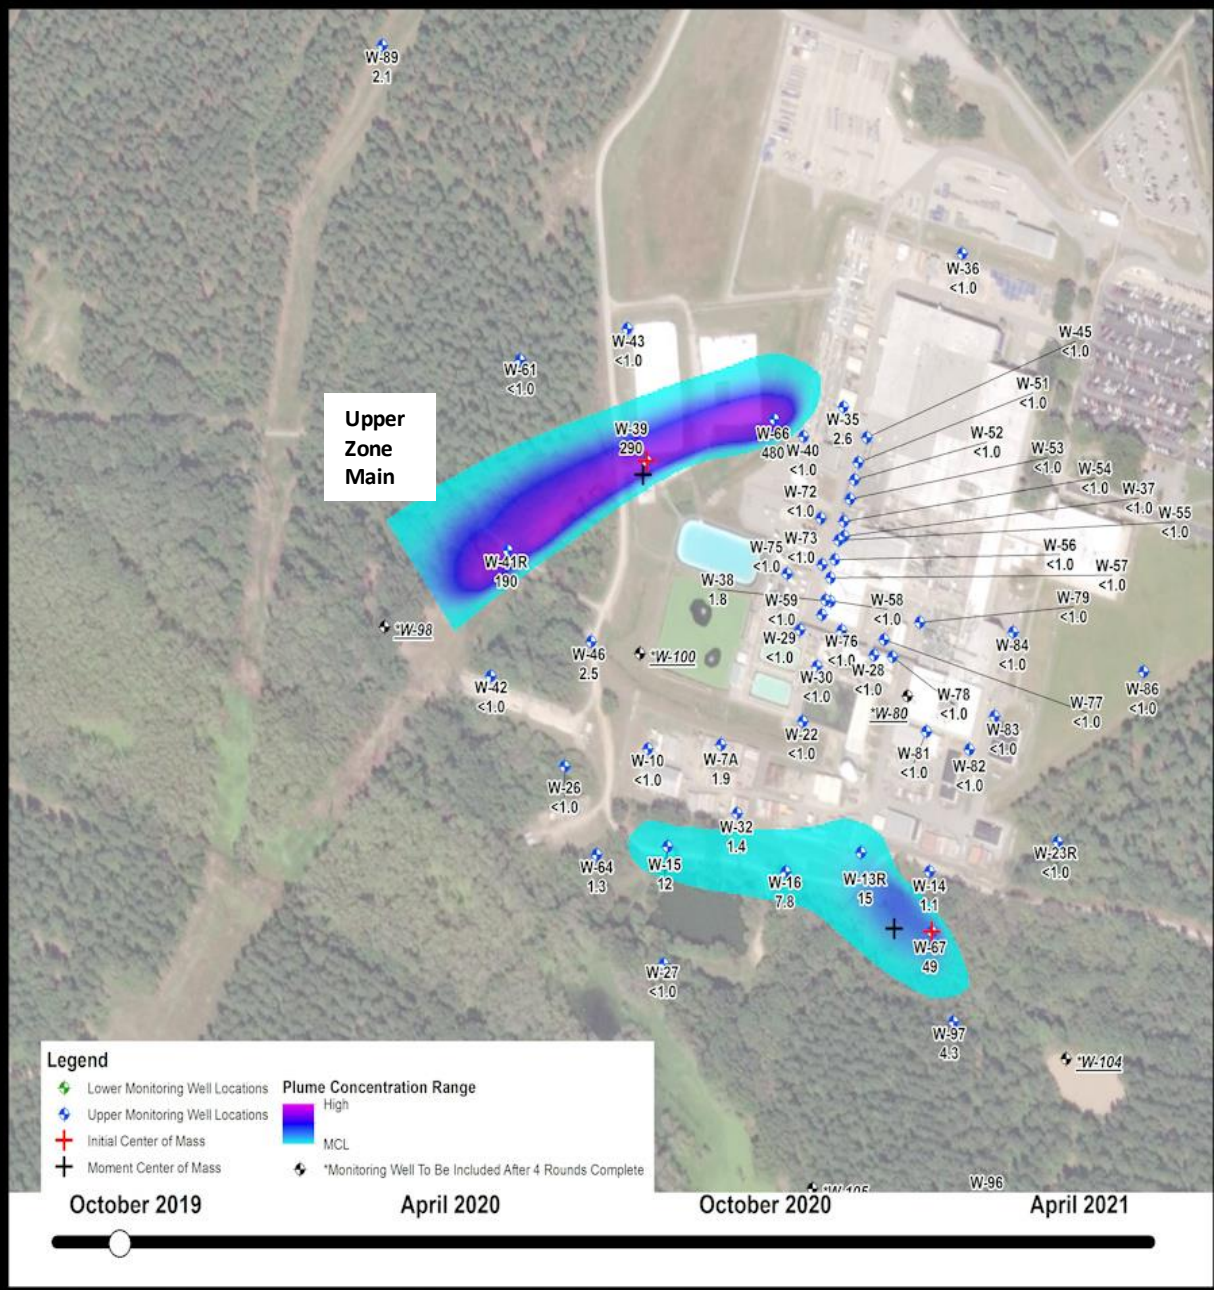 W-89
2.1
W-36
<1.0
W-43
<1.0
W-45
<1.0
W-61
<1.0
W-51
<1.0
Upper
Zone
Main
W-39
290
W-66
480
W-35
2.6
W-40
<1.0
W-52
<1.0
W-53
<1.0
W-54
<1.0
W-37
<1.0
W-72
<1.0
W-55
<1.0
W-41R
190
W-75
<1.0
W-73
<1.0
W-56
<1.0
W-57
<1.0
W-38
1.8
W-59
<1.0
W-58
<1.0
W-79
<1.0
*W-98
W-46
2.5
*W-100
W-29
<1.0
W-76
<1.0
W-84
<1.0
W-42
<1.0
W-30
<1.0
W-28
<1.0
W-78
<1.0
W-86
<1.0
*W-80
W-77
<1.0
W-22
<1.0
W-83
<1.0
W-10
<1.0
W-7A
1.9
W-81
<1.0
W-82
<1.0
W-26
<1.0
W-32
1.4
W-64
1.3
W-15
12
W-16
7.8
W-13R
15
W-14
1.1
W-23R
<1.0
W-67
49
W-27
<1.0
W-97
4.3
*W-104
Legend
Lower Monitoring Well Locations
Upper Monitoring Well Locations
Initial Center of Mass
Moment Center of Mass
Plume Concentration Range
High
MCL
*Monitoring Well To Be Included After 4 Rounds Complete
*W-105
W-96
October 2019 April 2020 October 2020 April 2021